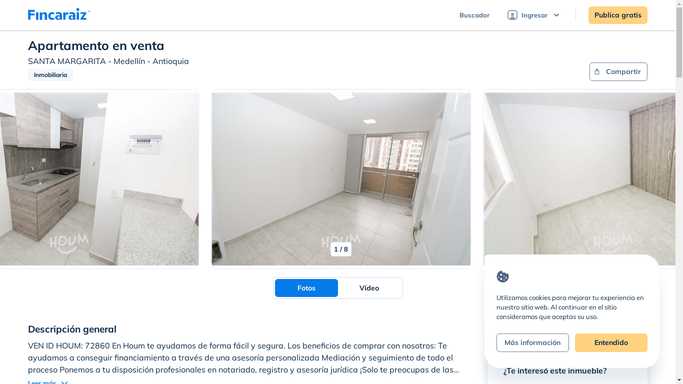 Fincaraiz
Buscador
Ingresar
Publica gratis
Apartamento en venta
SANTA MARGARITA - Medellín - Antioquia
Inmobiliaria
Compartir
HOUM
HOUM
HOUM
1 / 8
Fotos
Video
Descripción general
VEN ID HOUM: 72860 En Houm te ayudamos de forma fácil y segura. Los beneficios de comprar con nosotros: Te
ayudamos a conseguir financiamiento a través de una asesoría personalizada Mediación y seguimiento de todo el
proceso Ponemos a tu disposición profesionales en notariado, registro y asesoría jurídica ¡Solo te preocupas de las...
Leer más
Utilizamos cookies para mejorar tu experiencia en
nuestro sitio web. Al continuar en el sitio
consideramos que aceptas su uso.
Más información
Entendido
¿Te interesó este inmueble?